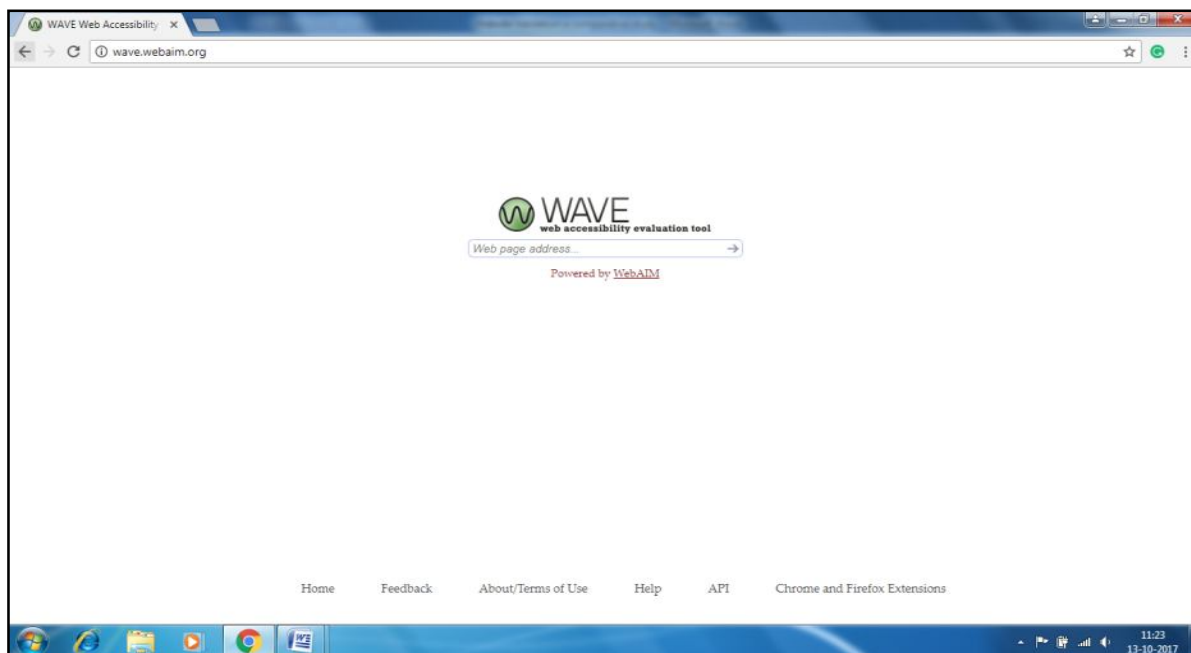 WAVE Web Accessibility
wave.webaim.org
WAVE
web accessibility evaluation tool
Web page address...
Powered by WebAIM
Home Feedback About/Terms of Use Help API Chrome and Firefox Extensions
11:23
13-10-2017